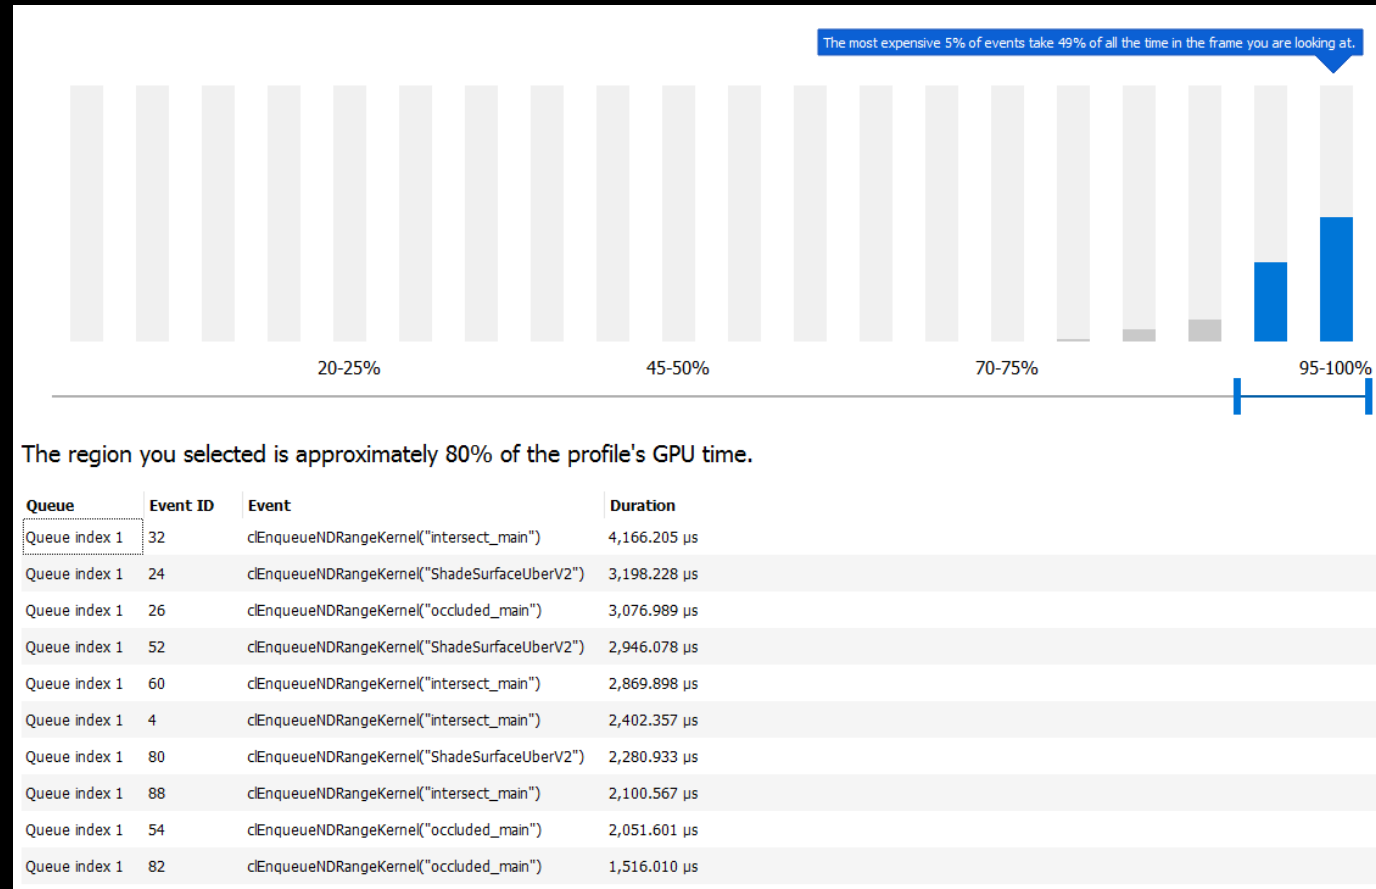 The most expensive 5% of events take 49% of all the time in the frame you are looking at.
20-25% 45-50% 70-75% 95-100%
The region you selected is approximately 80% of the profile's GPU time.
Queue Event ID Event Duration
Queue index 1 32 clEnqueueNDRangeKernel("intersect_main") 4,166.205 µs
Queue index 1 24 clEnqueueNDRangeKernel("ShadeSurfaceUberV2") 3,198.228 µs
Queue index 1 26 clEnqueueNDRangeKernel("occluded_main") 3,076.989 µs
Queue index 1 52 clEnqueueNDRangeKernel("ShadeSurfaceUberV2") 2,946.078 µs
Queue index 1 60 clEnqueueNDRangeKernel("intersect_main") 2,869.898 µs
Queue index 1 4 clEnqueueNDRangeKernel("intersect_main") 2,402.357 µs
Queue index 1 80 clEnqueueNDRangeKernel("ShadeSurfaceUberV2") 2,280.933 µs
Queue index 1 88 clEnqueueNDRangeKernel("intersect_main") 2,100.567 µs
Queue index 1 54 clEnqueueNDRangeKernel("occluded_main") 2,051.601 µs
Queue index 1 82 clEnqueueNDRangeKernel("occluded_main") 1,516.010 µs